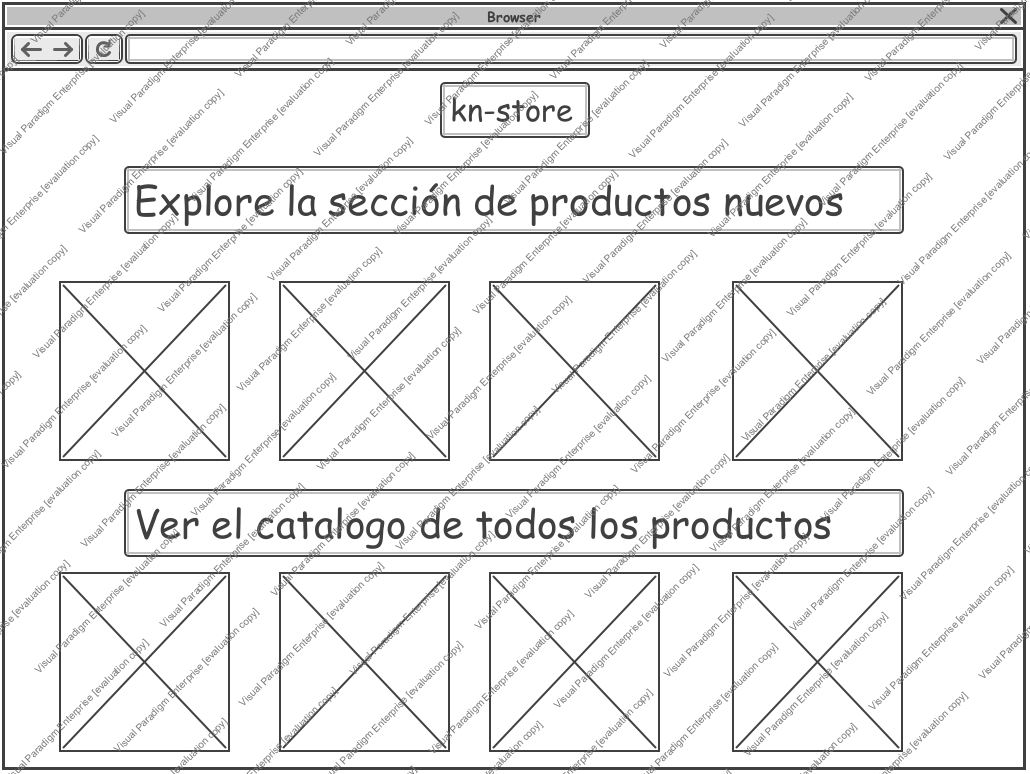 Browser
kn-store
Explore la sección de productos nuevos
Ver el catalogo de todos los productos
Visual Paradigm Enterprise [evaluation copy]